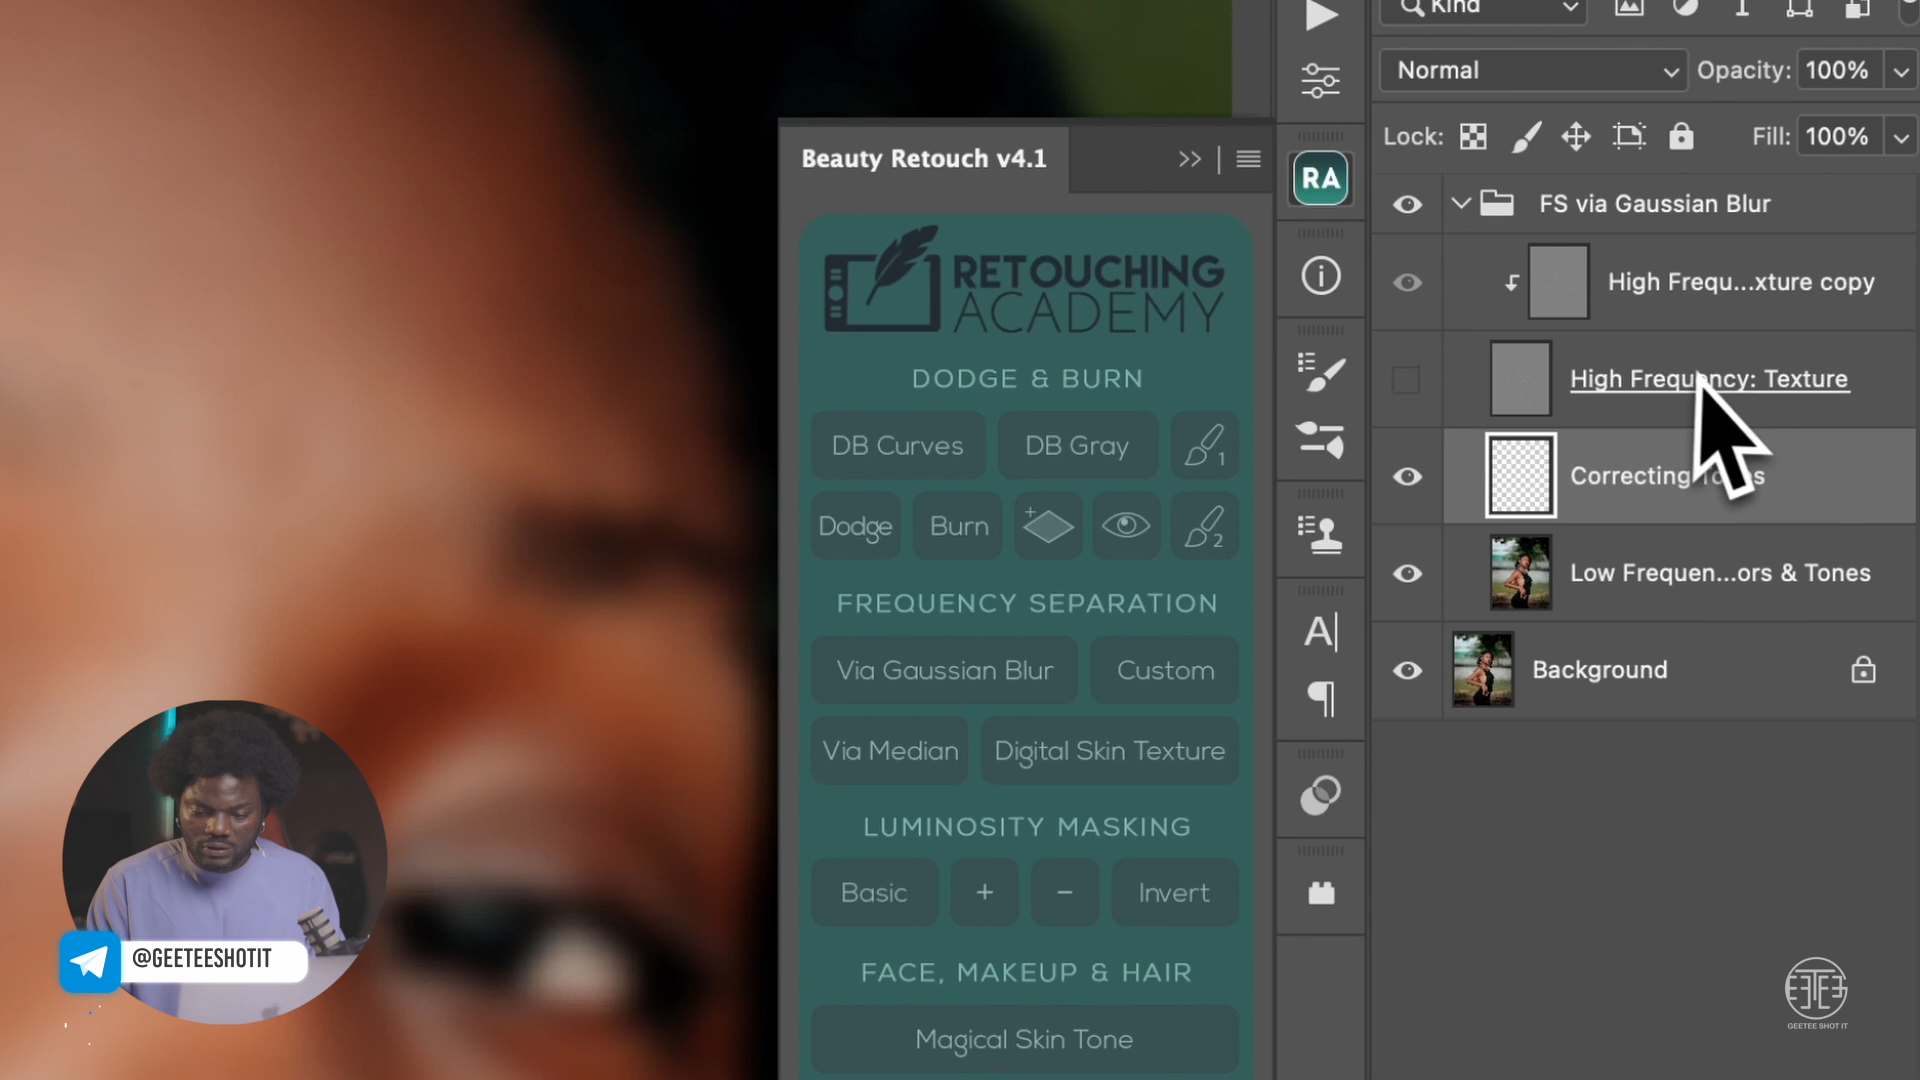 Kind
Normal
Opacity: 100%
Lock:
Fill: 100%
Beauty Retouch v4.1
RA
FS via Gaussian Blur
High Frequ...xture copy
High Frequency: Texture
Correcting
Low Frequen...ors & Tones
Background
RETOUCHING
ACADEMY
DODGE & BURN
DB Curves
DB Gray
1
Dodge
Burn
2
FREQUENCY SEPARATION
Via Gaussian Blur
Custom
Via Median
Digital Skin Texture
LUMINOSITY MASKING
Basic
+
−
Invert
FACE, MAKEUP & HAIR
Magical Skin Tone
@GEETEESHOTIT
GEETEE SHOT IT